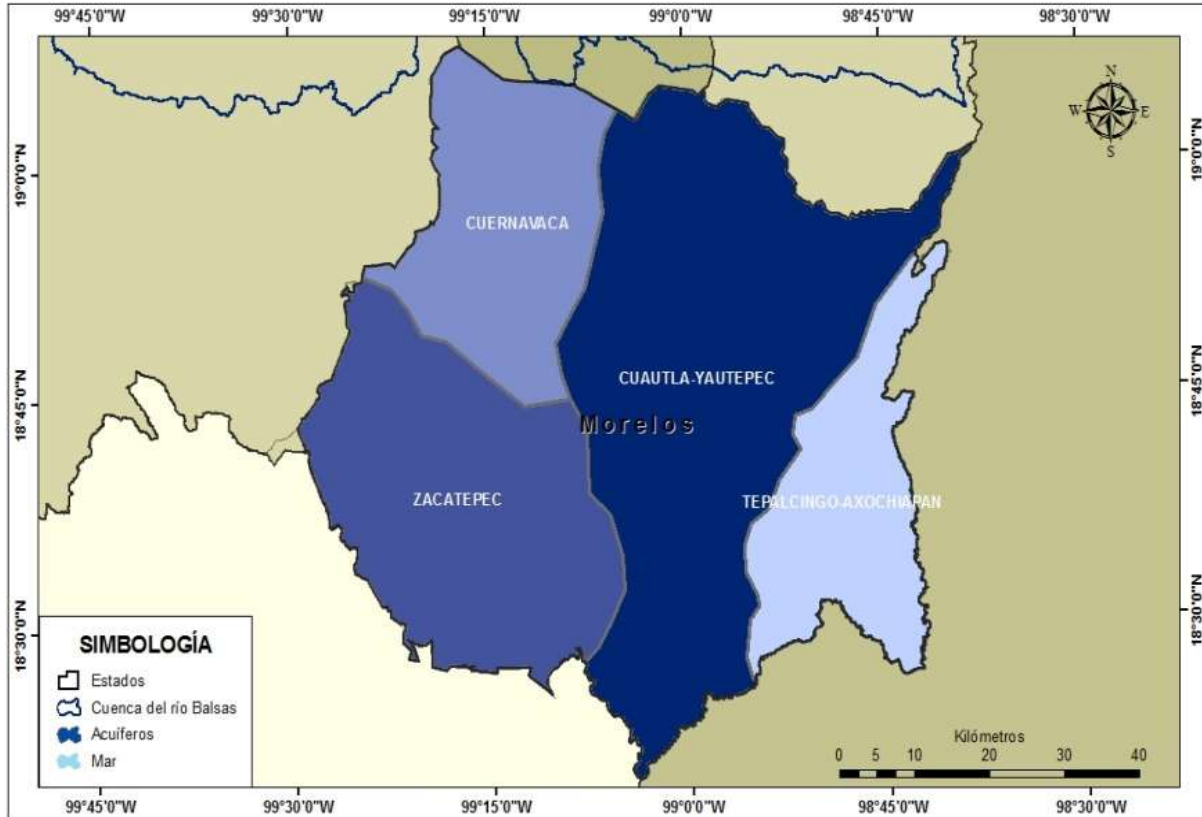 99°45'0"W 99°30'0"W 99°15'0"W 99°0'0"W 98°45'0"W 98°30'0"W
N
W E
S
19°0'0"N
19°0'0"N
CUERNAVACA
CUAUTLA-YAUTEPEC
18°45'0"N
18°45'0"N
Morelos
ZACATEPEC
TEPALCINGO-AXOCHIAPAN
18°30'0"N
18°30'0"N
SIMBOLOGÍA
Estados
Cuenca del río Balsas
Acuíferos
Mar
Kilómetros
0 5 10 20 30 40
99°45'0"W 99°30'0"W 99°15'0"W 99°0'0"W 98°45'0"W 98°30'0"W